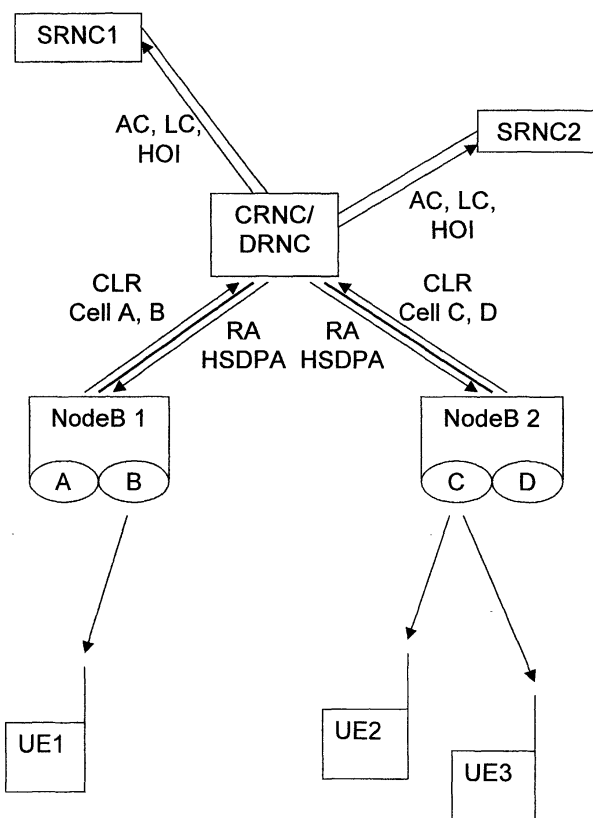 SRNC1
AC, LC,
HOI
SRNC2
AC, LC,
HOI
CRNC/
DRNC
CLR
Cell A, B
CLR
Cell C, D
RA
HSDPA
RA
HSDPA
NodeB 1
A
B
NodeB 2
C
D
UE1
UE2
UE3